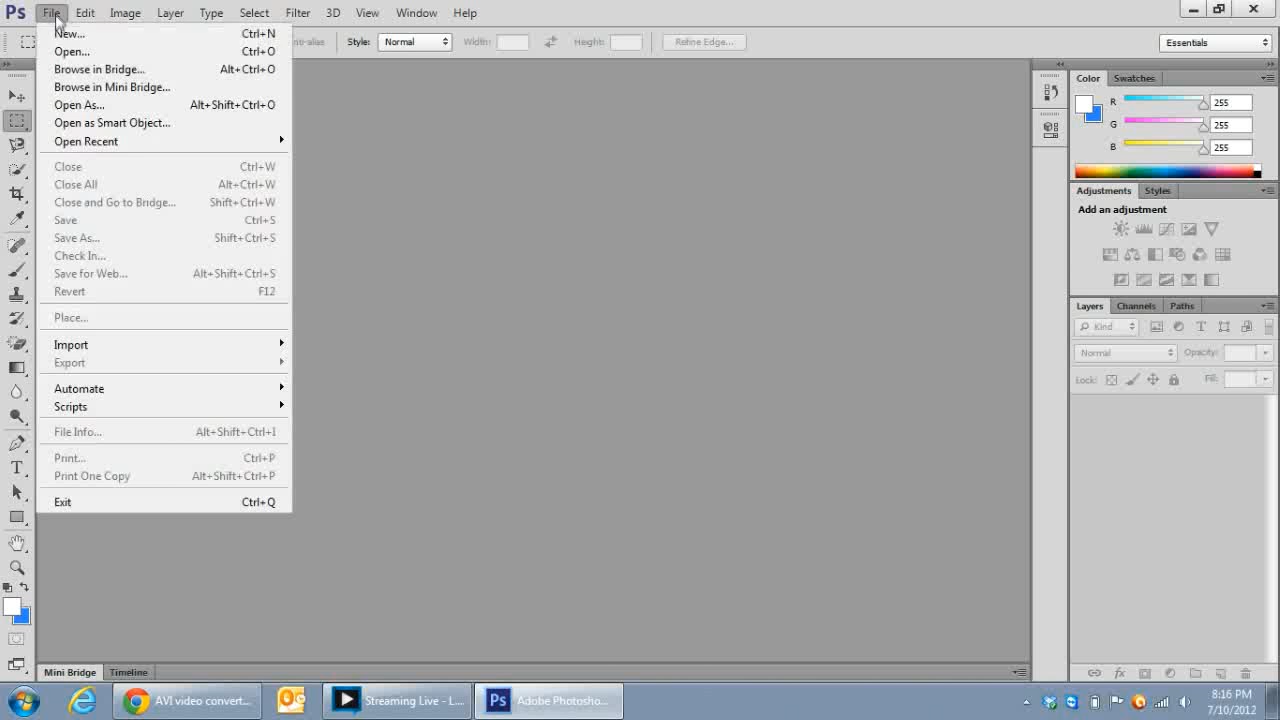 Ps File Edit Image Layer Type Select Filter 3D View Window Help
nti-alias Style: Normal Width: Height: Refine Edge... Essentials
New... Ctrl+N
Open... Ctrl+O
Browse in Bridge... Alt+Ctrl+O
Browse in Mini Bridge...
Open As... Alt+Shift+Ctrl+O
Open as Smart Object...
Open Recent
Close Ctrl+W
Close All Alt+Ctrl+W
Close and Go to Bridge... Shift+Ctrl+W
Save Ctrl+S
Save As... Shift+Ctrl+S
Check In...
Save for Web... Alt+Shift+Ctrl+S
Revert F12
Place...
Import
Export
Automate
Scripts
File Info... Alt+Shift+Ctrl+I
Print... Ctrl+P
Print One Copy Alt+Shift+Ctrl+P
Exit Ctrl+Q
Color Swatches
R 255
G 255
B 255
Adjustments Styles
Add an adjustment
Layers Channels Paths
Kind
Normal Opacity:
Lock: Fill:
Mini Bridge Timeline
AVI video convert... Streaming Live - L... Ps Adobe Photosho...
8:16 PM
7/10/2012